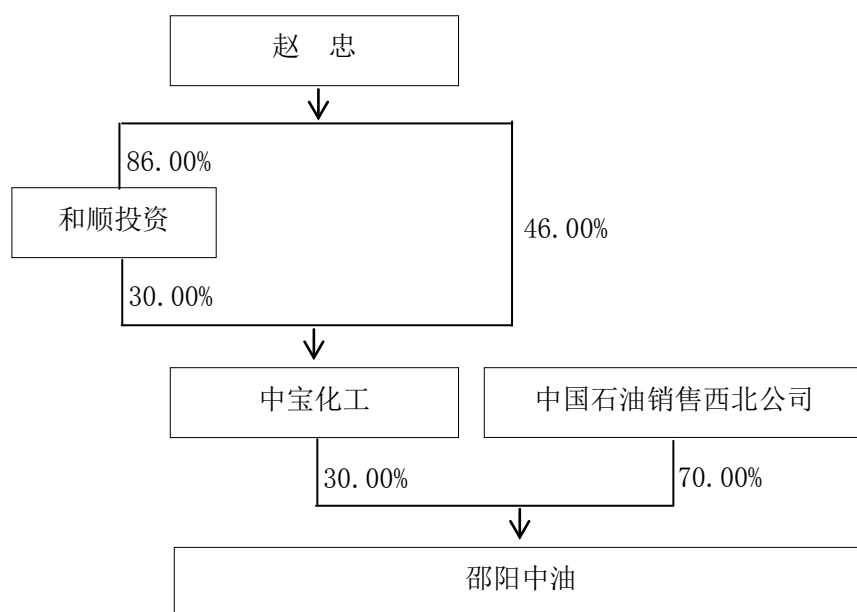 赵 忠
86.00%
和顺投资
46.00%
30.00%
中宝化工
中国石油销售西北公司
30.00%
70.00%
邵阳中油